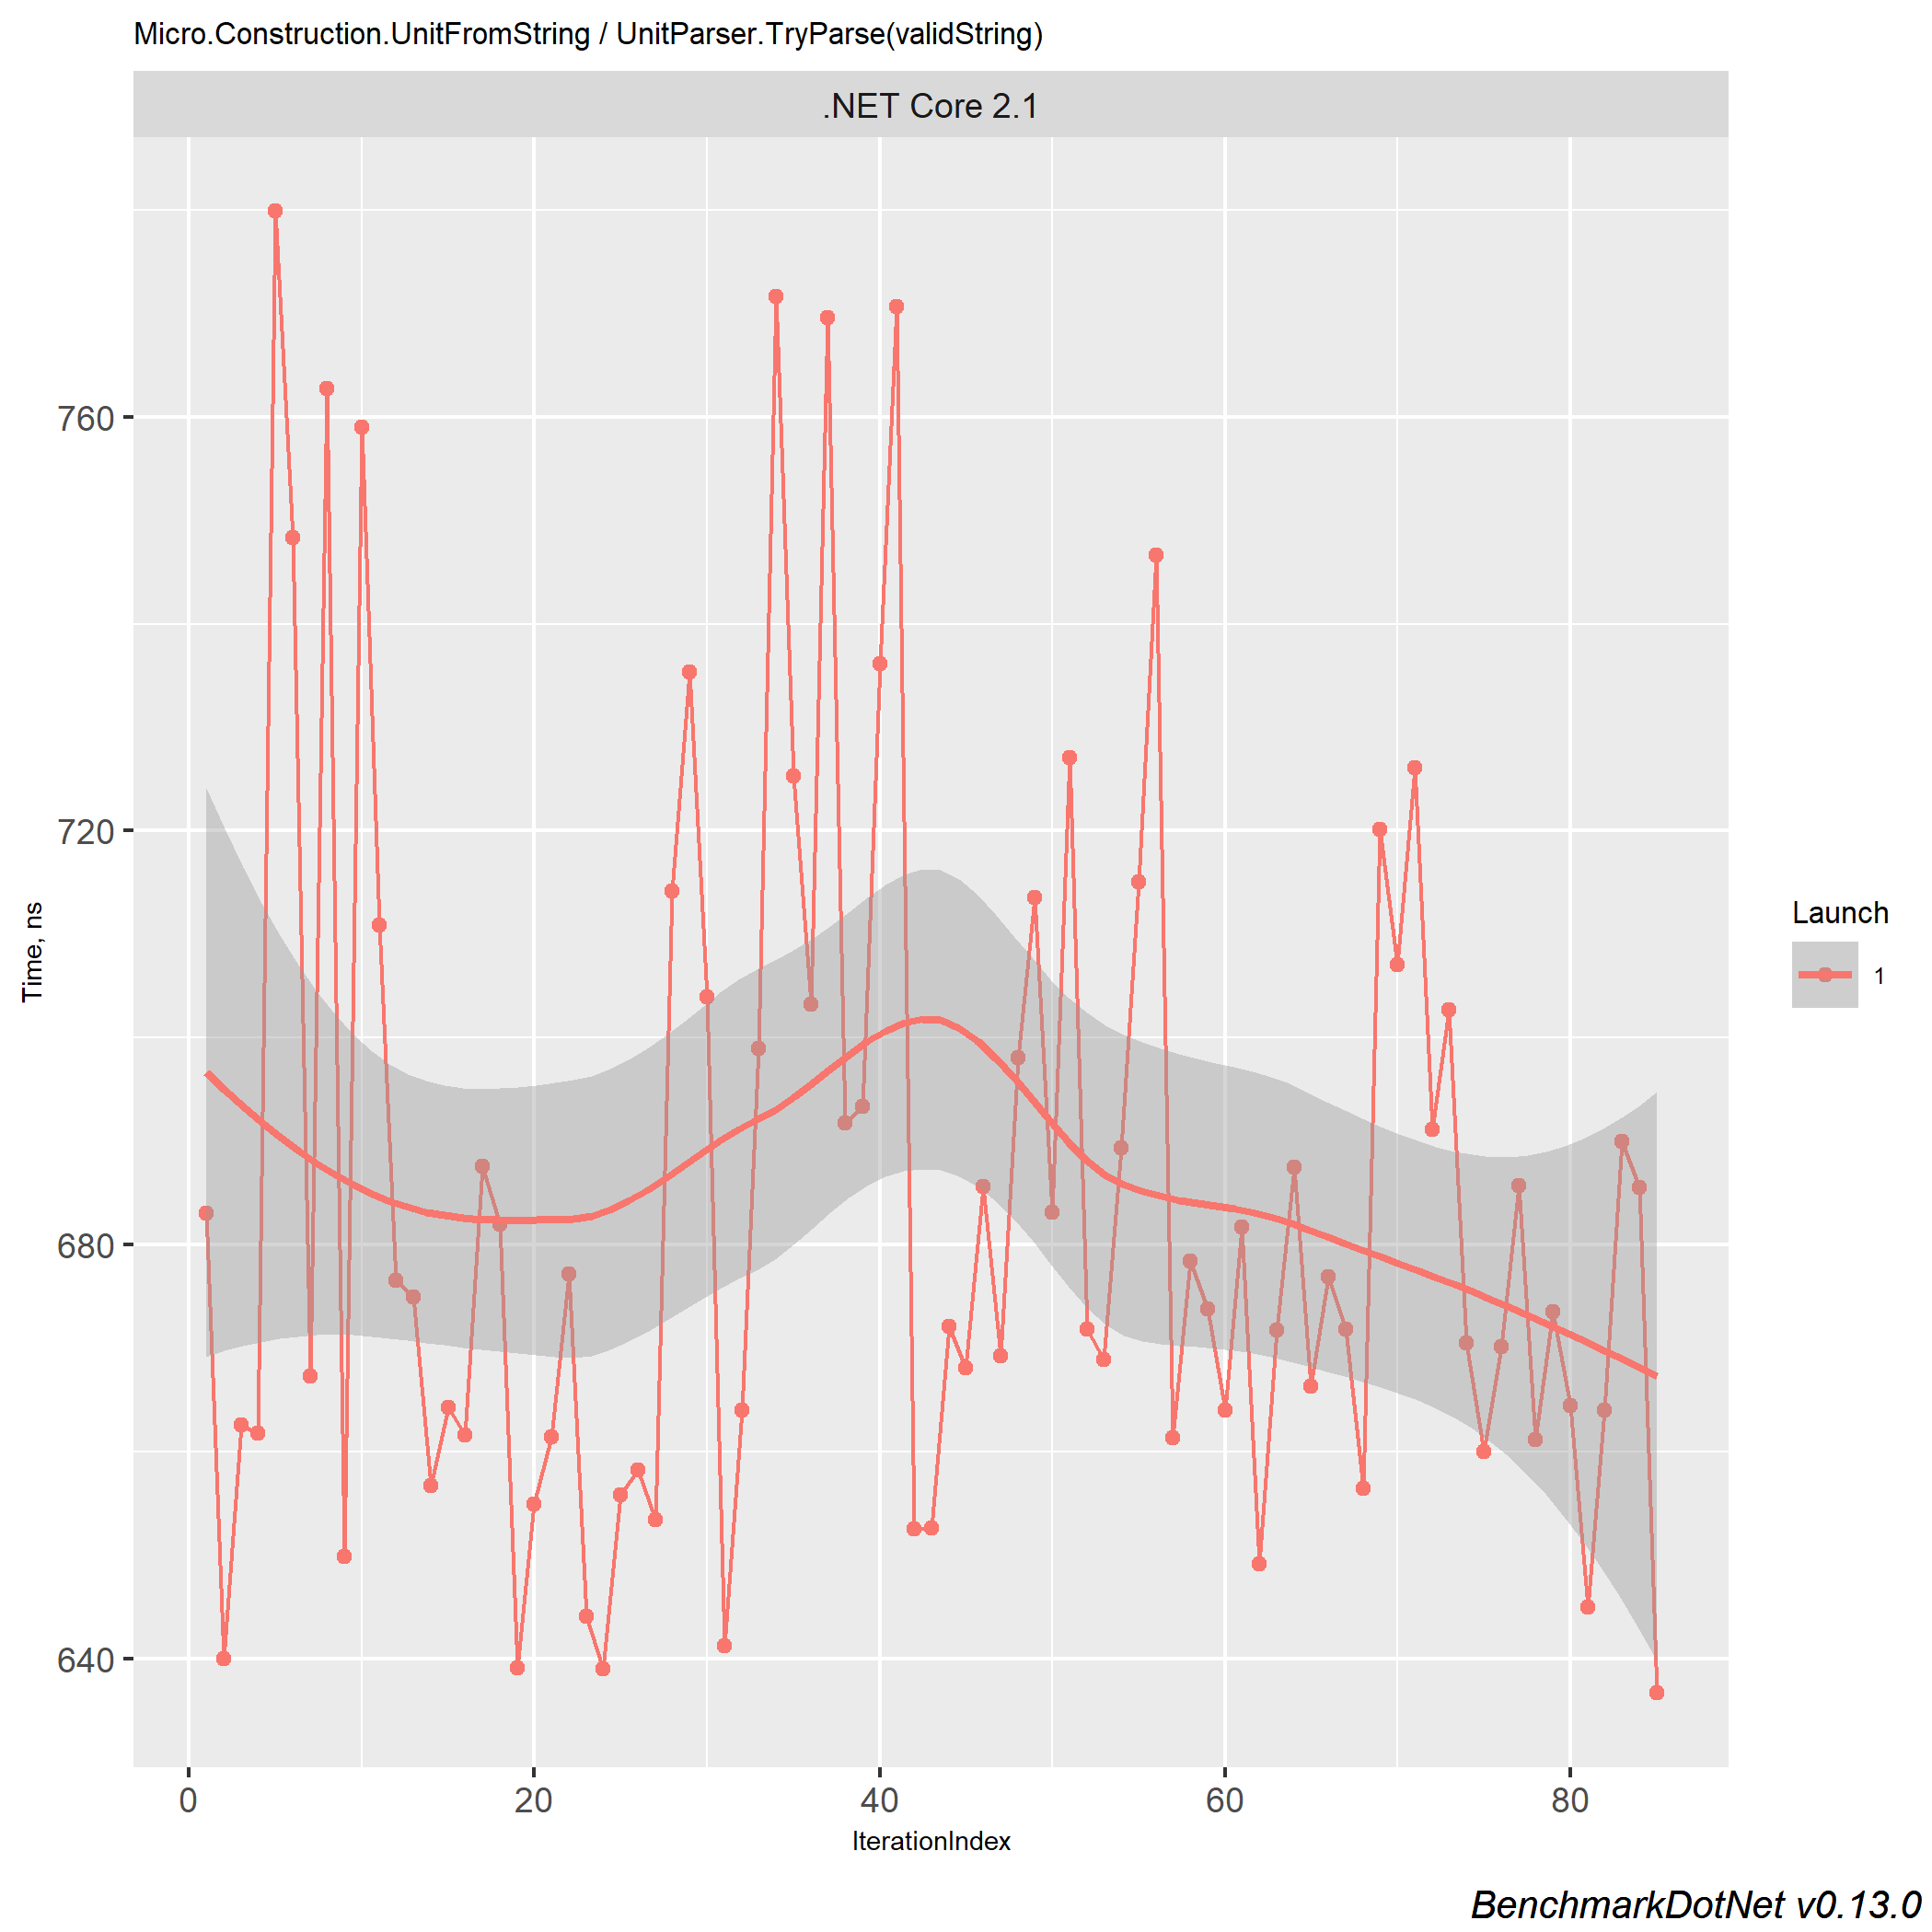 Micro.Construction.UnitFromString / UnitParser.TryParse(validString)
.NET Core 2.1
760
720
680
640
Time, ns
0 20 40 60 80
IterationIndex
Launch
1
BenchmarkDotNet v0.13.0